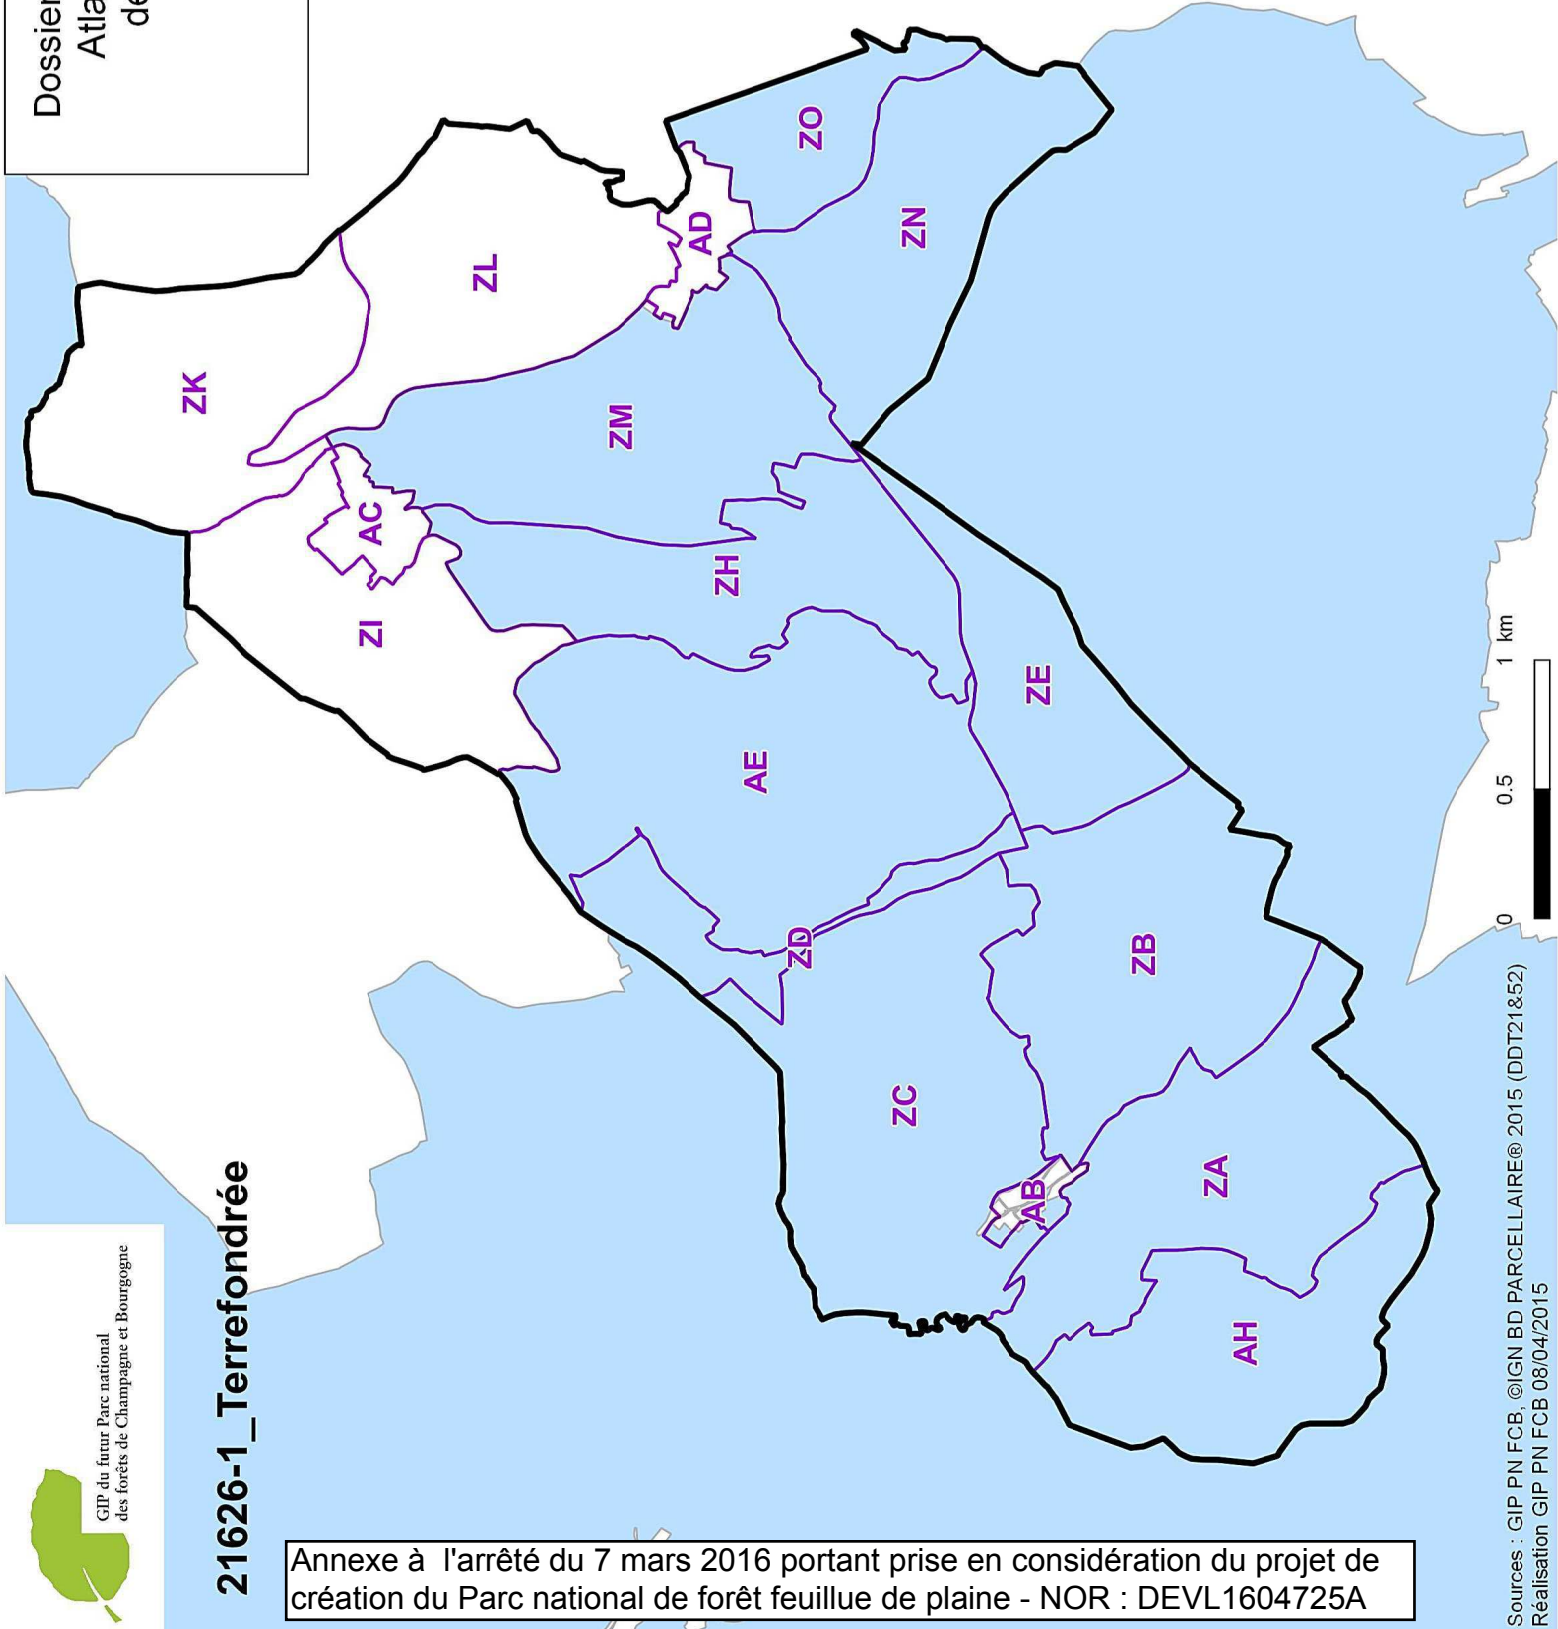 GIP du futur Parc national
des forêts de Champagne et Bourgogne
21626-1_Terrefondrée
Dossier
Atla
de
ZK
ZL
ZO
AD
ZN
ZM
AC
ZI
ZH
ZE
AE
ZD
ZB
ZC
AB
ZA
AH
0 0.5 1 km
Sources : GIP PN FCB, ©IGN BD PARCELLAIRE® 2015 (DDT21&52)
Réalisation GIP PN FCB 08/04/2015
Annexe à l'arrêté du 7 mars 2016 portant prise en considération du projet de
création du Parc national de forêt feuillue de plaine - NOR : DEVL1604725A